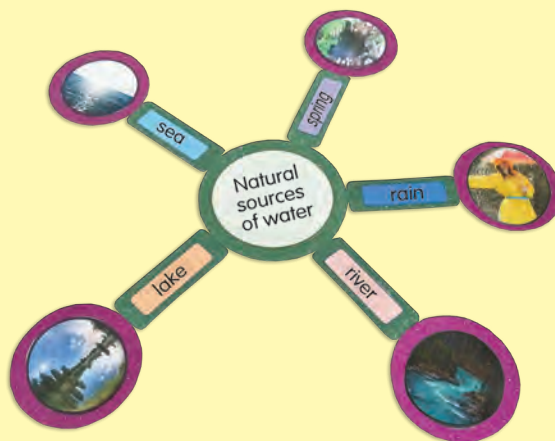 spring
sea
Natural
sources
of water
rain
lake
river